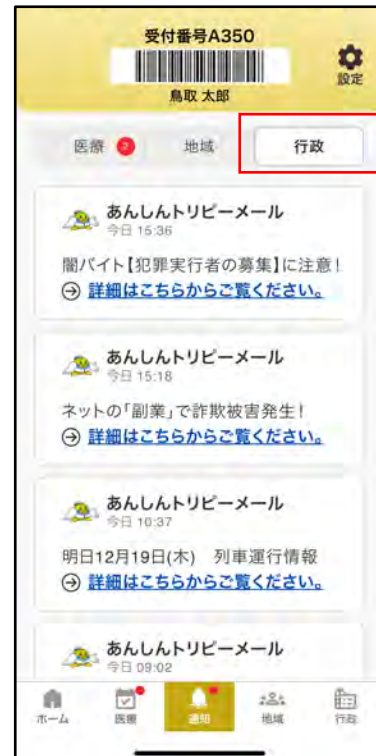 受付番号A350
鳥取 太郎
設定
医療 2
地域
行政
あんしんトリピーメール
今日 15:36
闇バイト【犯罪実行者の募集】に注意！
詳細はこちらからご覧ください。
あんしんトリピーメール
今日 15:18
ネットの「副業」で詐欺被害発生！
詳細はこちらからご覧ください。
あんしんトリピーメール
今日 10:37
明日12月19日(木)　列車運行情報
詳細はこちらからご覧ください。
あんしんトリピーメール
今日 09:02
ホーム
医療
通知
地域
行政